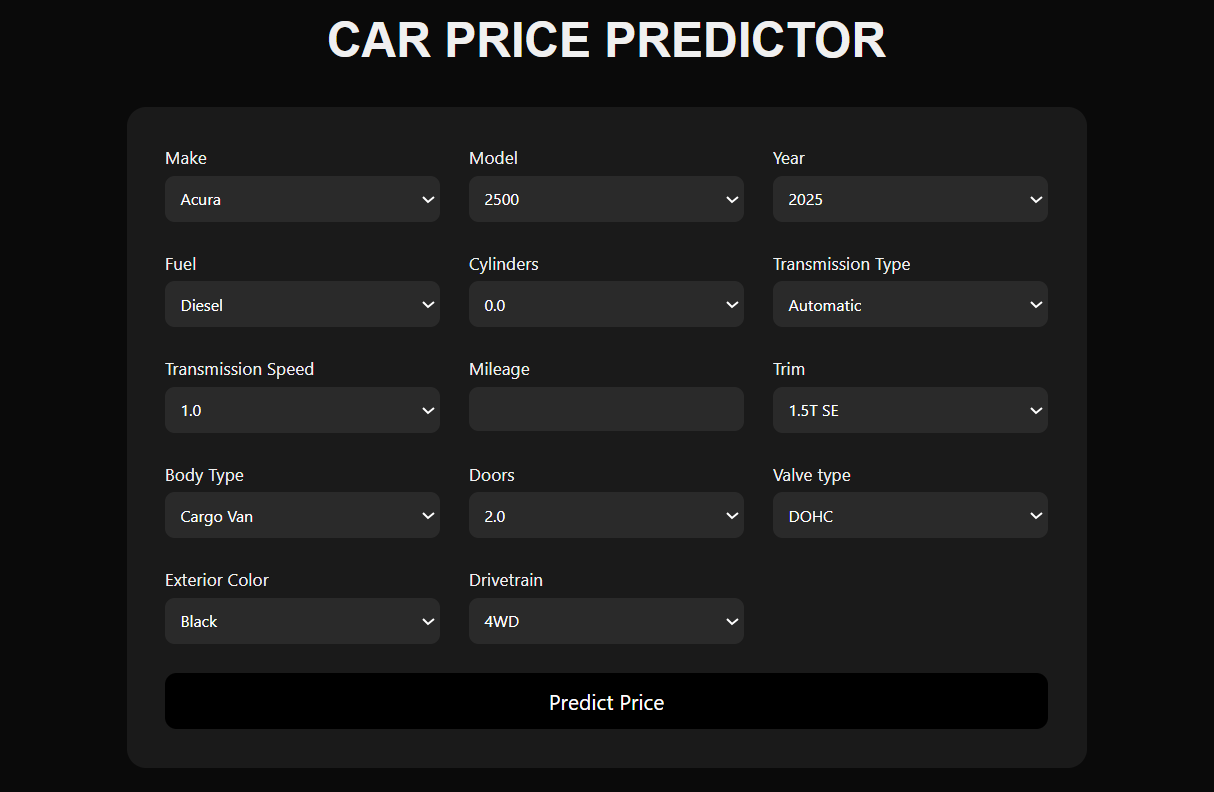 CAR PRICE PREDICTOR
Make Model Year
Acura 2500 2025
Fuel Cylinders Transmission Type
Diesel 0.0 Automatic
Transmission Speed Mileage Trim
1.0 1.5T SE
Body Type Doors Valve type
Cargo Van 2.0 DOHC
Exterior Color Drivetrain
Black 4WD
Predict Price